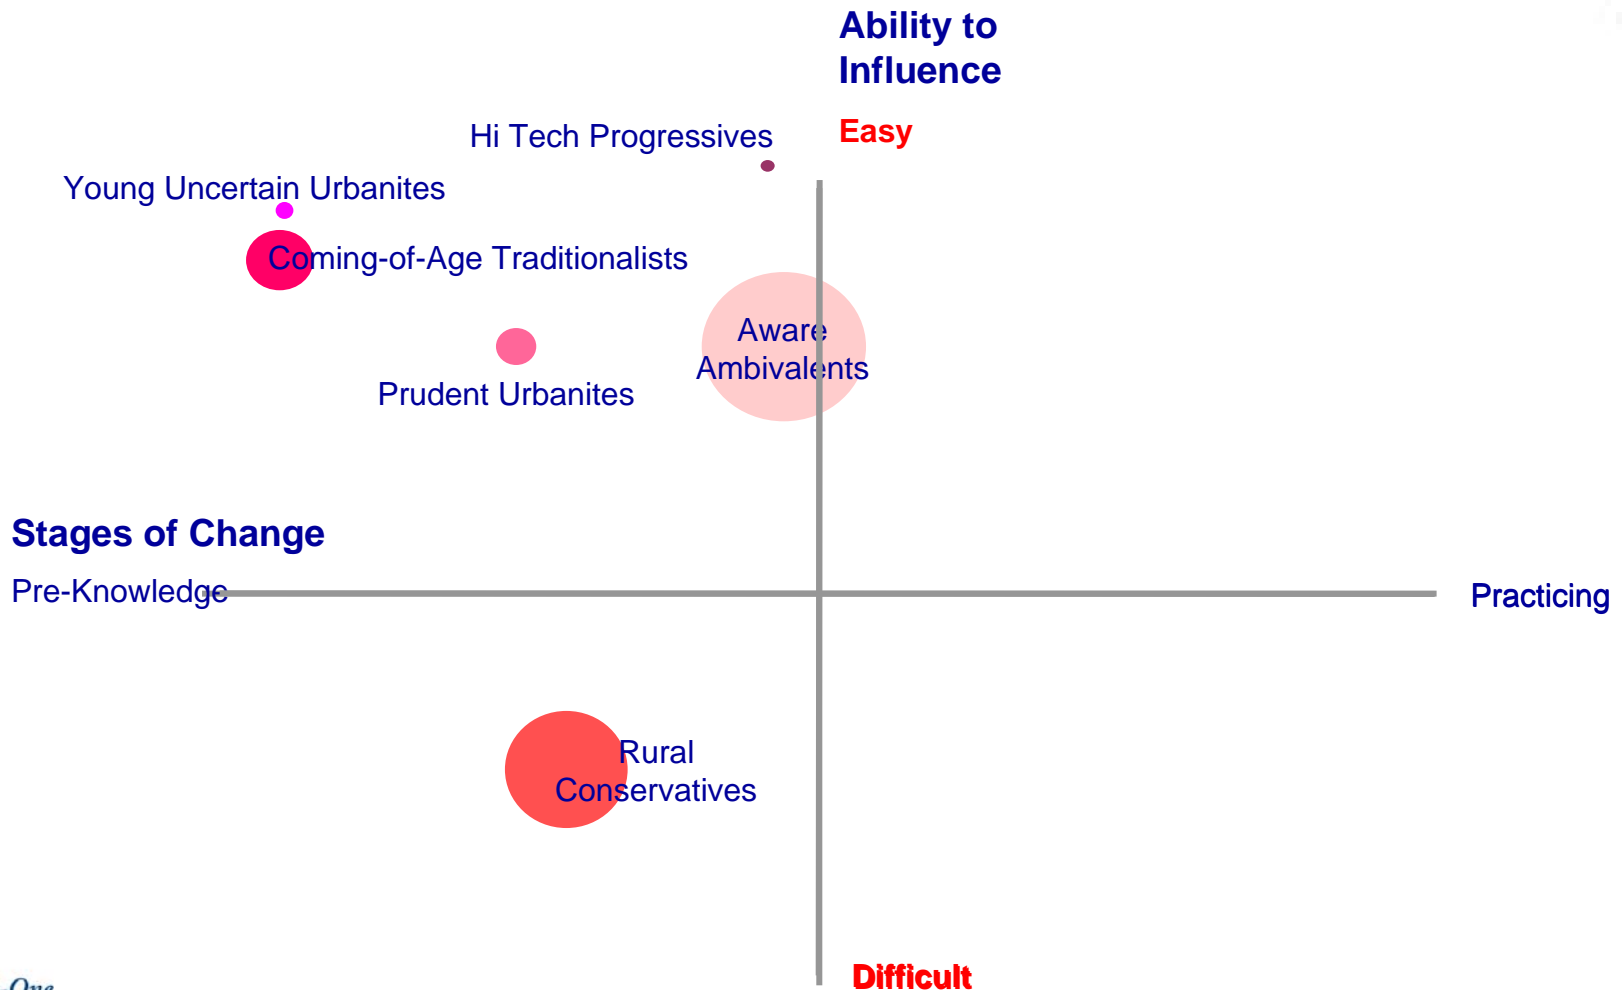 Ability to
Influence
Easy
Hi Tech Progressives
Young Uncertain Urbanites
Coming-of-Age Traditionalists
Aware
Ambivalents
Prudent Urbanites
Stages of Change
Pre-Knowledge
Practicing
Rural
Conservatives
Difficult